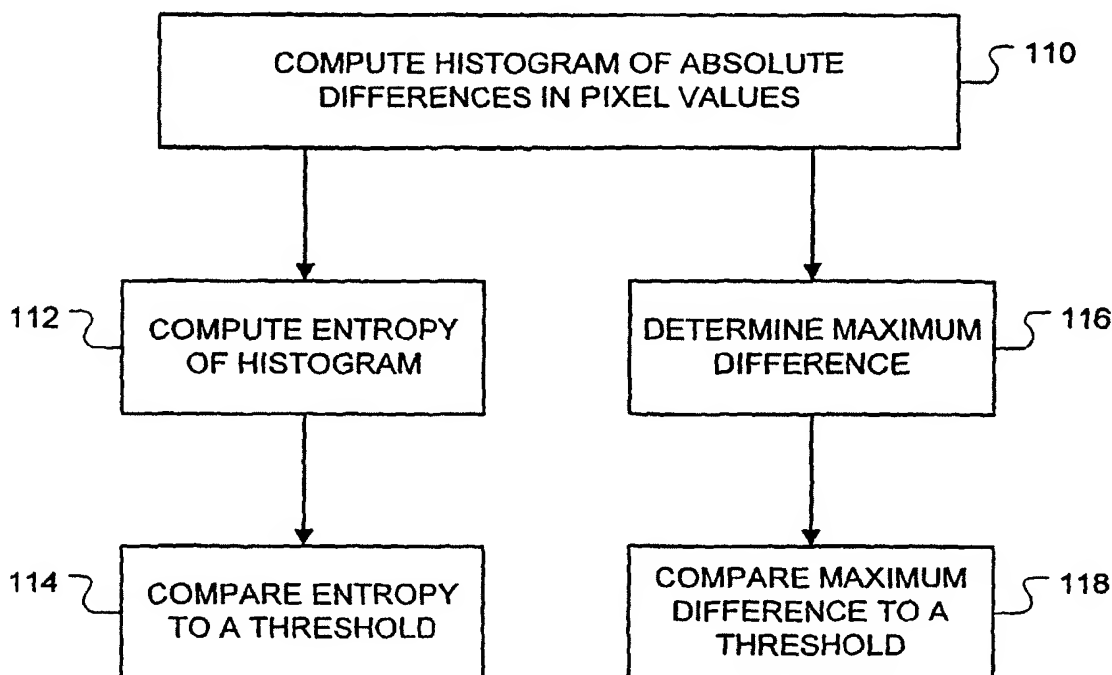 COMPUTE HISTOGRAM OF ABSOLUTE
DIFFERENCES IN PIXEL VALUES
110
112
COMPUTE ENTROPY
OF HISTOGRAM
DETERMINE MAXIMUM
DIFFERENCE
116
114
COMPARE ENTROPY
TO A THRESHOLD
COMPARE MAXIMUM
DIFFERENCE TO A
THRESHOLD
118